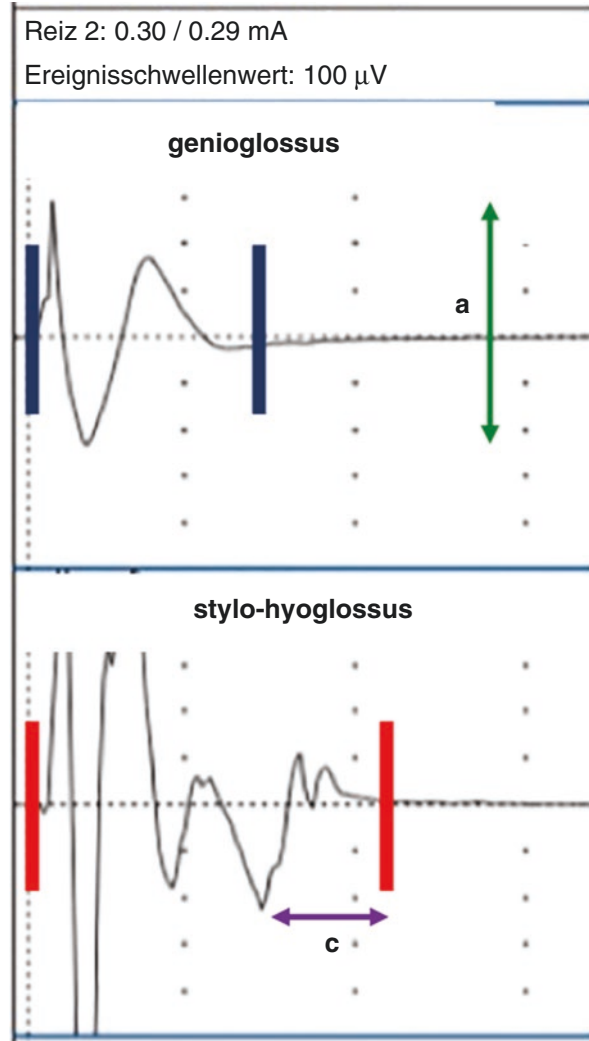 Reiz 2: 0.30 / 0.29 mA
Ereignisschwellenwert: 100 μV
genioglossus
a
stylo-hyoglossus
c